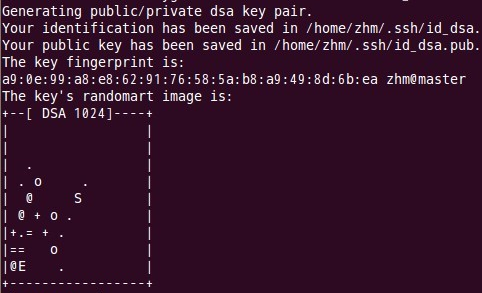 Generating public/private dsa key pair.
Your identification has been saved in /home/zhm/.ssh/id_dsa.
Your public key has been saved in /home/zhm/.ssh/id_dsa.pub.
The key fingerprint is:
a9:0e:99:a8:e8:62:91:76:58:5a:b8:a9:49:8d:6b:ea zhm@master
The key's randomart image is:
+--[ DSA 1024]----+
|                 |
|                 |
|  .              |
| . o     .       |
|  @     S        |
| @ + o .         |
|+.= + .          |
|==   o           |
|@E    .          |
+-----------------+